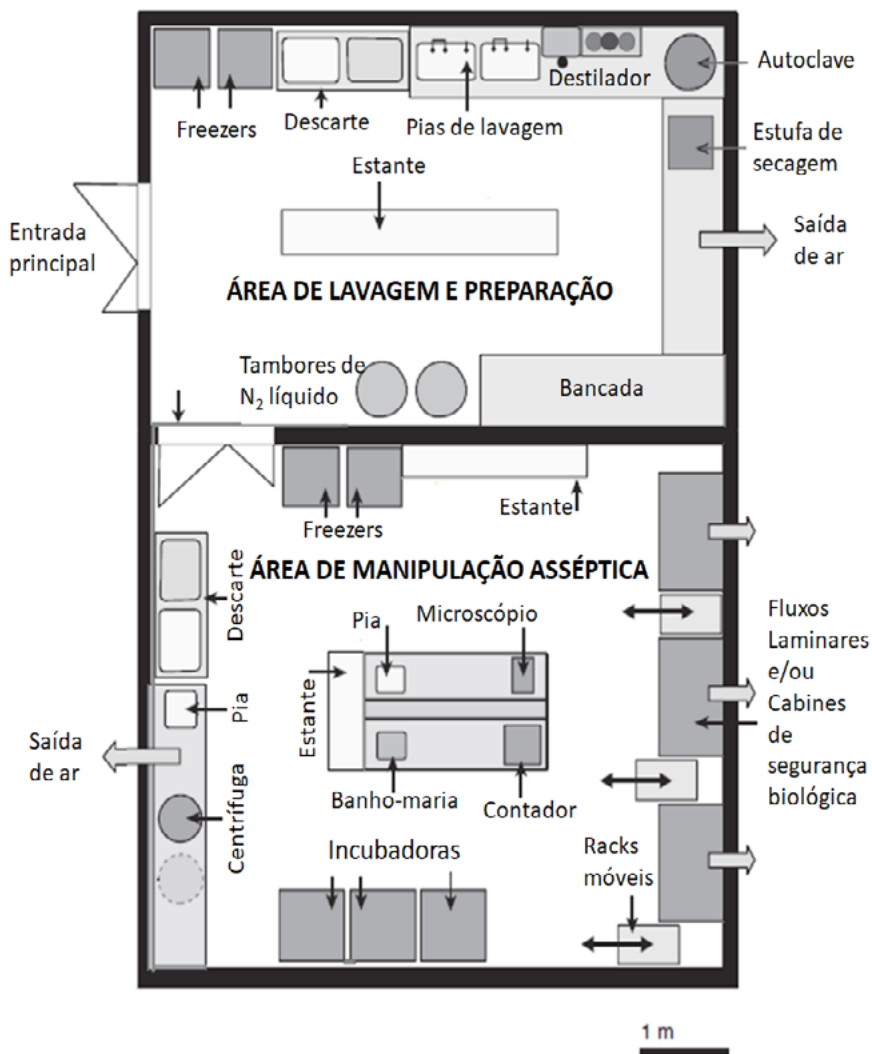 Freezers
Descarte
Pias de lavagem
Destilador
Autoclave
Estufa de
secagem
Estante
Entrada
principal
Saída
de ar
ÁREA DE LAVAGEM E PREPARAÇÃO
Tambores de
N₂ líquido
Bancada
Freezers
Estante
ÁREA DE MANIPULAÇÃO ASSÉPTICA
Descarte
Pia
Microscópio
Fluxos
Laminares
e/ou
Cabines
de
segurança
biológica
Estante
Pia
Saída
de ar
Banho-maria
Contador
Centrífuga
Incubadoras
Racks
móveis
1 m